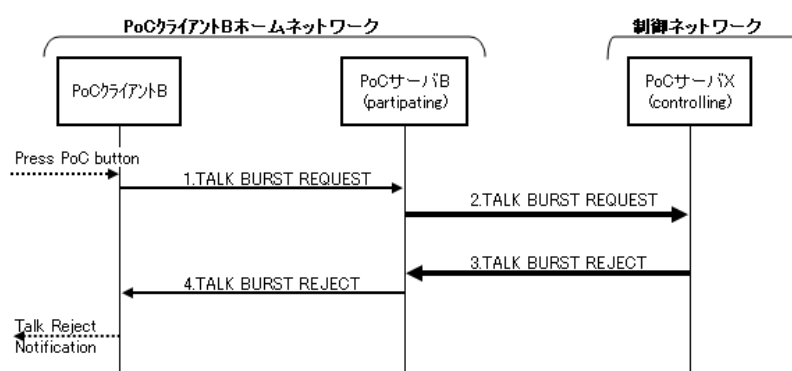 PoCクライアントBホームネットワーク
制御ネットワーク
PoCクライアントB
PoCサーバB
(partipating)
PoCサーバX
(controlling)
Press PoC button
1.TALK BURST REQUEST
2.TALK BURST REQUEST
3.TALK BURST REJECT
4.TALK BURST REJECT
Talk Reject
Notification